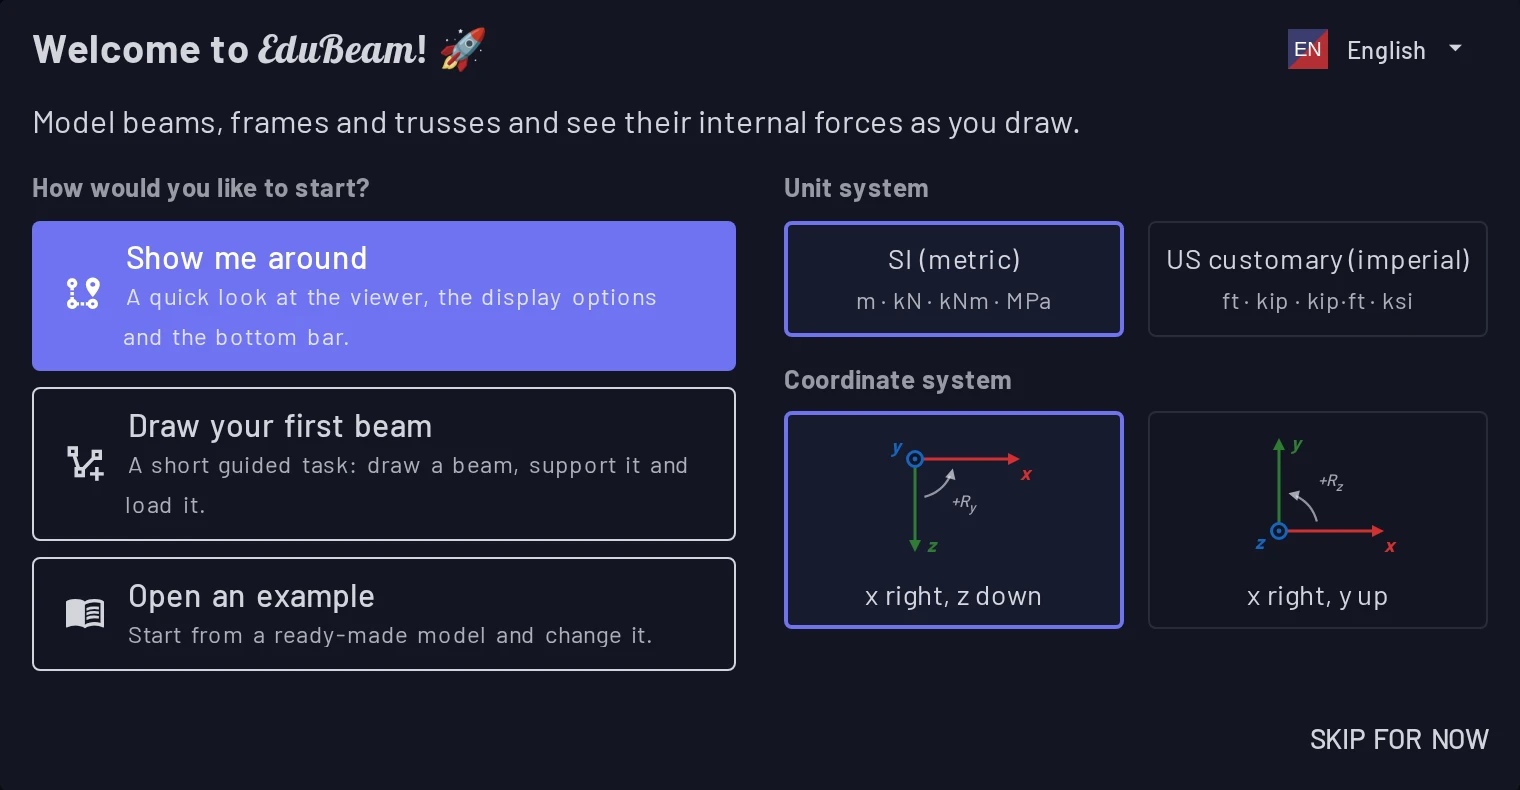 Welcome to EduBeam! 🚀
EN English
Model beams, frames and trusses and see their internal forces as you draw.
How would you like to start?
Show me around
A quick look at the viewer, the display options
and the bottom bar.
Draw your first beam
A short guided task: draw a beam, support it and
load it.
Open an example
Start from a ready-made model and change it.
Unit system
SI (metric)
m · kN · kNm · MPa
US customary (imperial)
ft · kip · kip·ft · ksi
Coordinate system
y
x
+Ry
z
x right, z down
y
+Rz
z
x
x right, y up
SKIP FOR NOW